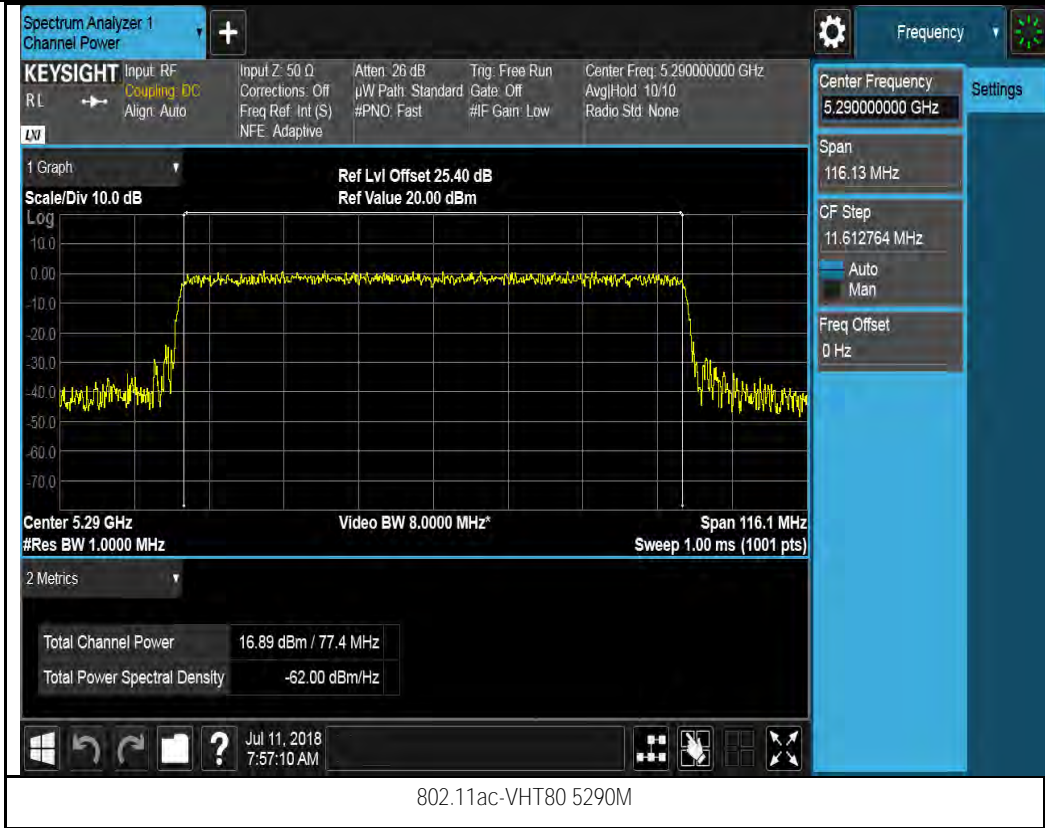 Spectrum Analyzer 1
Channel Power
+
Frequency
KEYSIGHT
RL
LXI
Input: RF
Coupling: DC
Align: Auto
Input Z: 50 Ω
Corrections: Off
Freq Ref: Int (S)
NFE: Adaptive
Atten: 26 dB
µW Path: Standard
#PNO: Fast
Trig: Free Run
Gate: Off
#IF Gain: Low
Center Freq: 5.290000000 GHz
Avg|Hold: 10/10
Radio Std: None
Center Frequency
5.290000000 GHz
Settings
Span
116.13 MHz
CF Step
11.612764 MHz
Auto
Man
Freq Offset
0 Hz
1 Graph
Scale/Div 10.0 dB
Ref Lvl Offset 25.40 dB
Ref Value 20.00 dBm
Log
10.0
0.00
-10.0
-20.0
-30.0
-40.0
-50.0
-60.0
-70.0
Center 5.29 GHz
#Res BW 1.0000 MHz
Video BW 8.0000 MHz*
Span 116.1 MHz
Sweep 1.00 ms (1001 pts)
2 Metrics
Total Channel Power 16.89 dBm / 77.4 MHz
Total Power Spectral Density -62.00 dBm/Hz
?
Jul 11, 2018
7:57:10 AM
802.11ac-VHT80 5290M